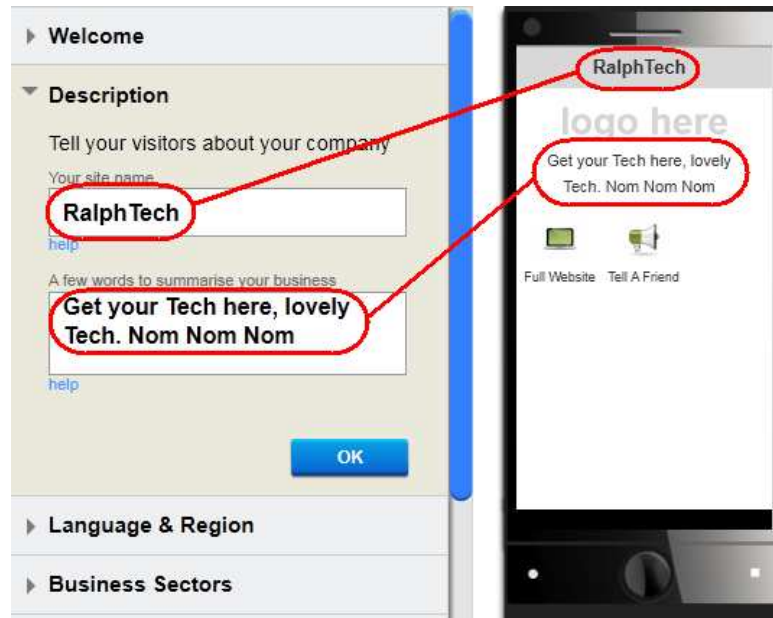 Welcome
Description
Tell your visitors about your company
Your site name
RalphTech
help
A few words to summarise your business
Get your Tech here, lovely
Tech. Nom Nom Nom
help
OK
Language & Region
Business Sectors
RalphTech
logo here
Get your Tech here, lovely
Tech. Nom Nom Nom
Full Website Tell A Friend